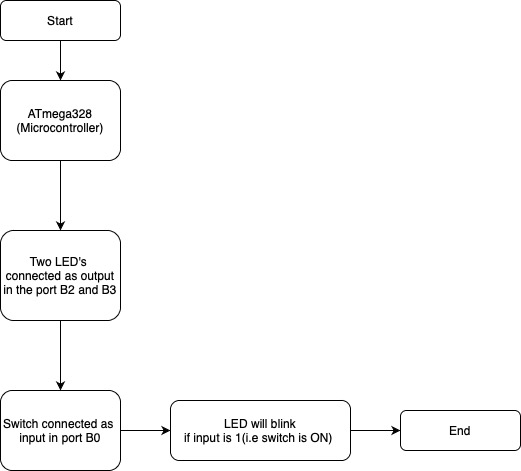 Start
ATmega328
(Microcontroller)
Two LED's
connected as output
in the port B2 and B3
Switch connected as
input in port B0
LED will blink
if input is 1(i.e switch is ON)
End